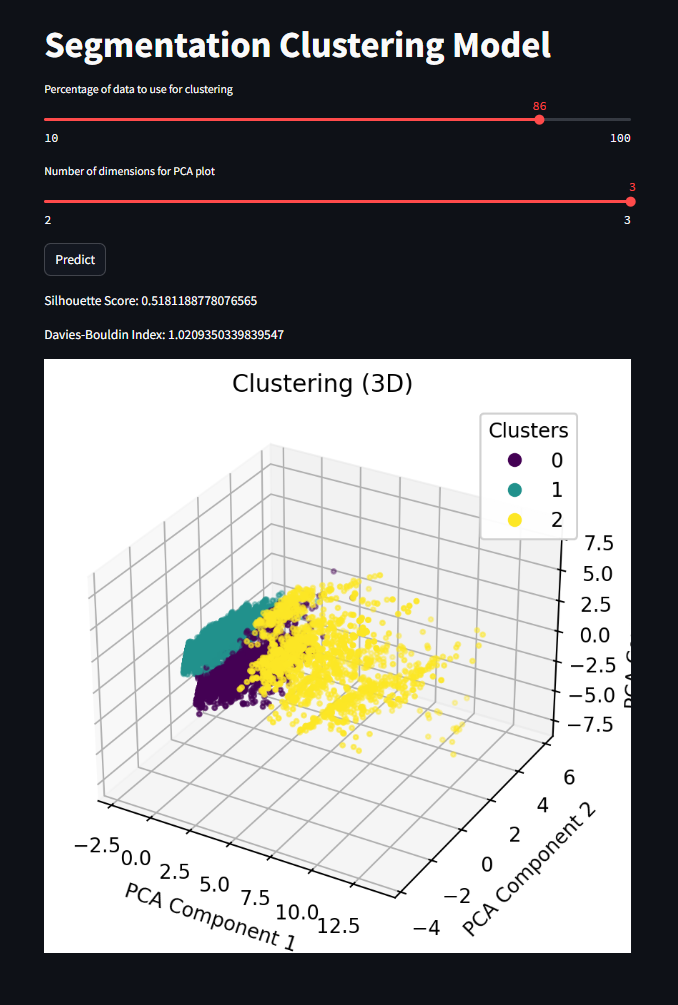 Segmentation Clustering Model
Percentage of data to use for clustering
86
10 100
Number of dimensions for PCA plot
3
2 3
Predict
Silhouette Score: 0.5181188778076565
Davies-Bouldin Index: 1.0209350339839547
Clustering (3D)
Clusters
0
1
2
7.5
5.0
2.5
0.0
−2.5
−5.0
−7.5
PCA
6
4
2
0
−2
−4
PCA Component 2
−2.5 0.0 2.5 5.0 7.5 10.0 12.5
PCA Component 1